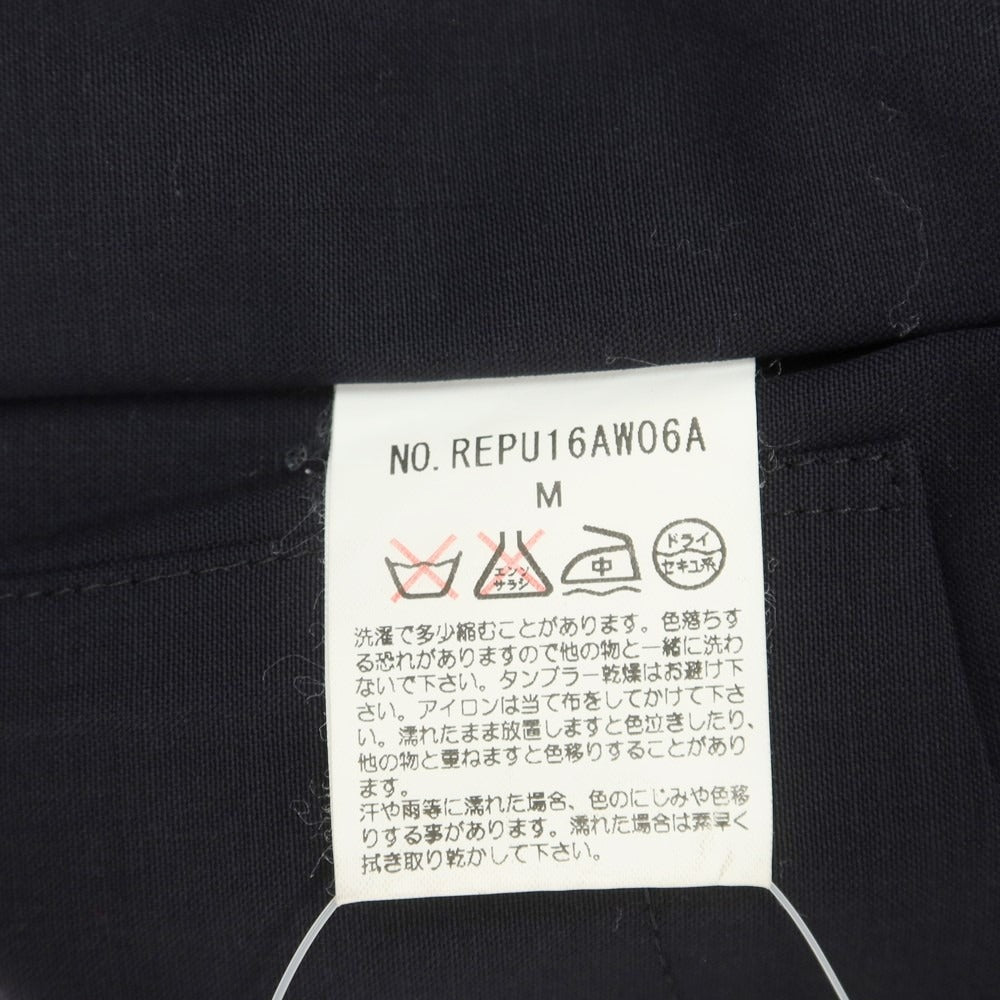 NO. REPU16AW06A
M
エンソ
サラシ
中
ドライ
セキユ系
洗濯で多少縮むことがあります。色落ちす
る恐れがありますので他の物と一緒に洗わ
ないで下さい。タンブラー乾燥はお避け下
さい。アイロンは当て布をしてかけて下さ
い。濡れたまま放置しますと色泣きしたり、
他の物と重ねますと色移りすることがあり
ます。
汗や雨等に濡れた場合、色のにじみや色移
りする事があります。濡れた場合は素早く
拭き取り乾かして下さい。